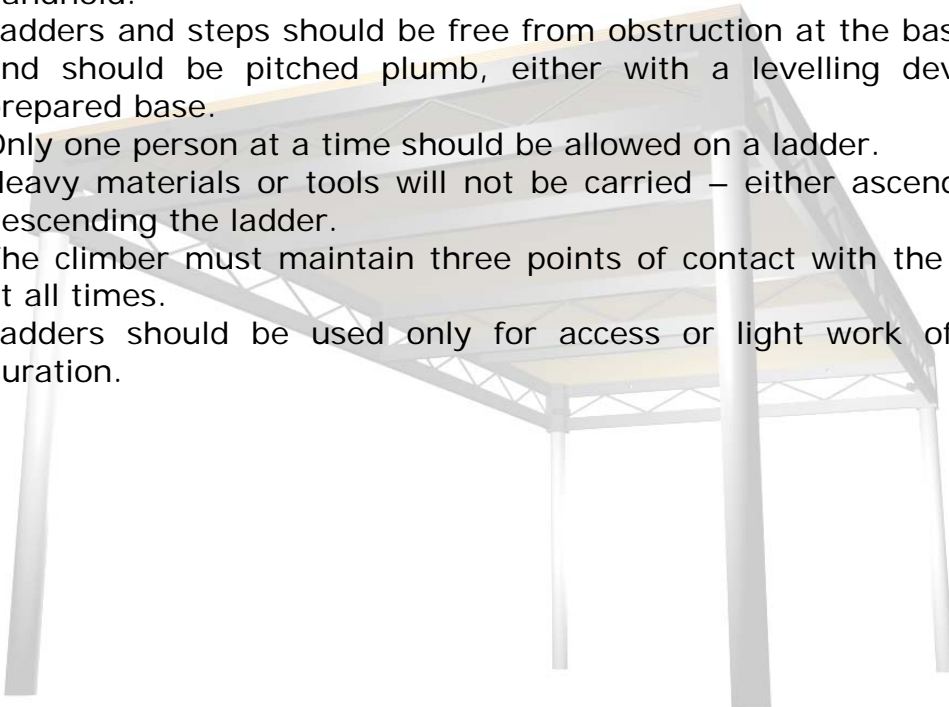 andhold.
adders and steps should be free from obstruction at the bas
nd should be pitched plumb, either with a levelling dev
repared base.
Only one person at a time should be allowed on a ladder.
Heavy materials or tools will not be carried – either ascend
escending the ladder.
The climber must maintain three points of contact with the
t all times.
adders should be used only for access or light work of
uration.